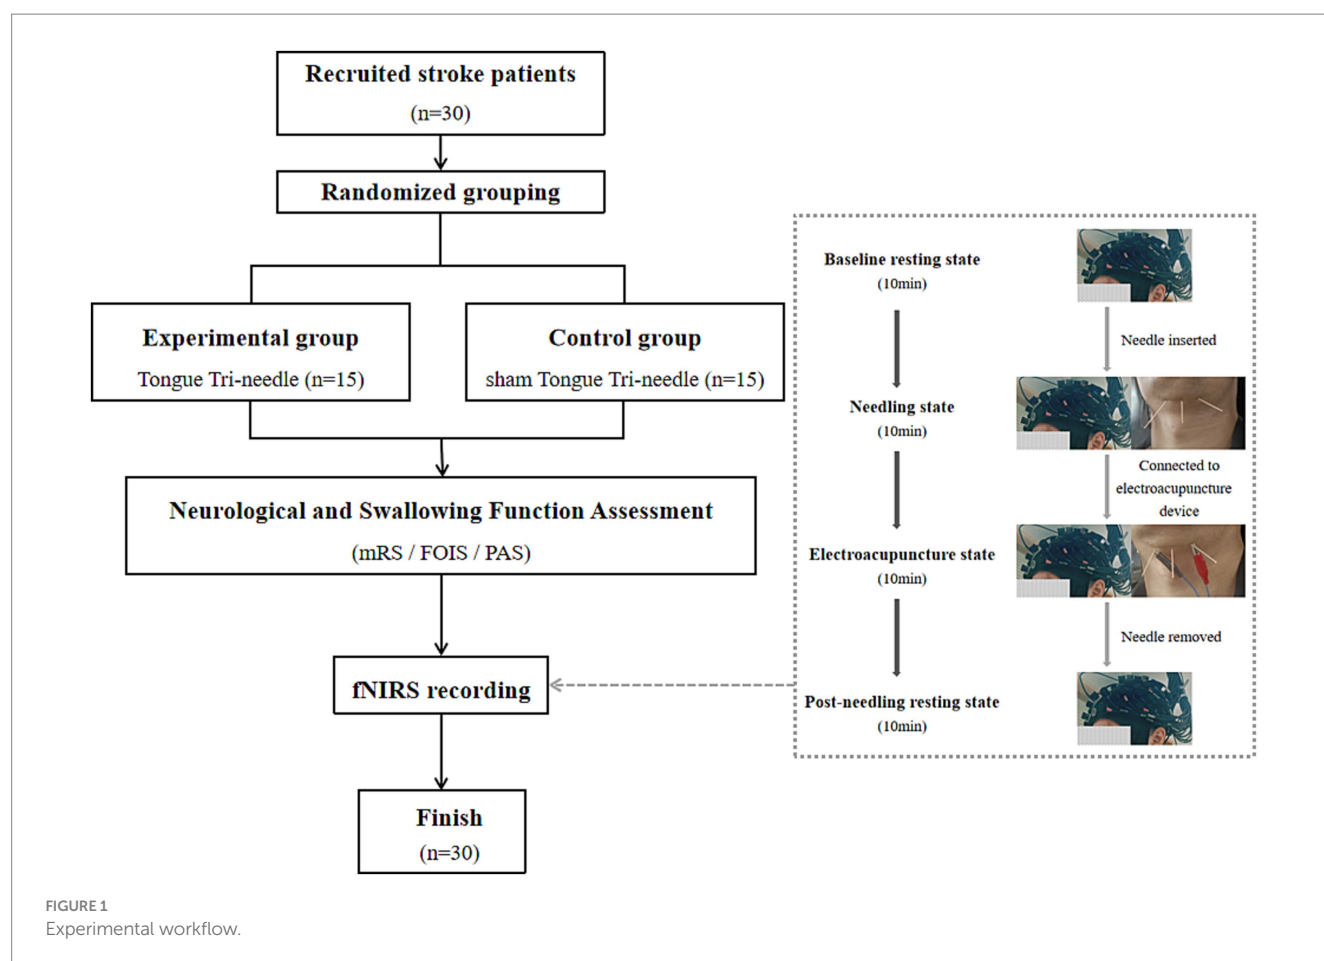 Recruited stroke patients
(n=30)
Randomized grouping
Experimental group
Tongue Tri-needle (n=15)
Control group
sham Tongue Tri-needle (n=15)
Neurological and Swallowing Function Assessment
(mRS / FOIS / PAS)
fNIRS recording
Finish
(n=30)
Baseline resting state
(10min)
Needling state
(10min)
Electroacupuncture state
(10min)
Post-needling resting state
(10min)
Needle inserted
Connected to
electroacupuncture
device
Needle removed
FIGURE 1
Experimental workflow.